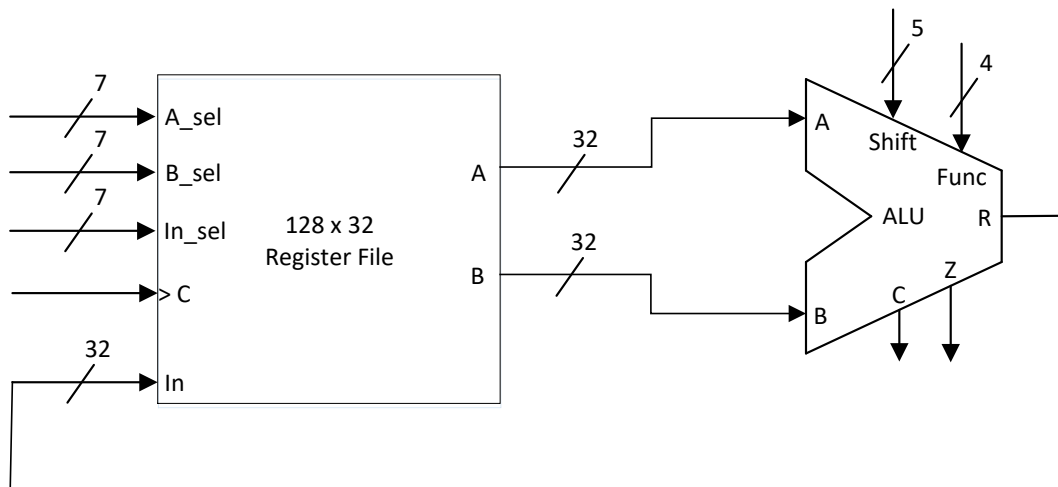 5
4
7
A_sel
7
B_sel
7
In_sel
> C
32
In
128 x 32
Register File
A
B
32
32
A
B
Shift
Func
ALU
R
C
Z